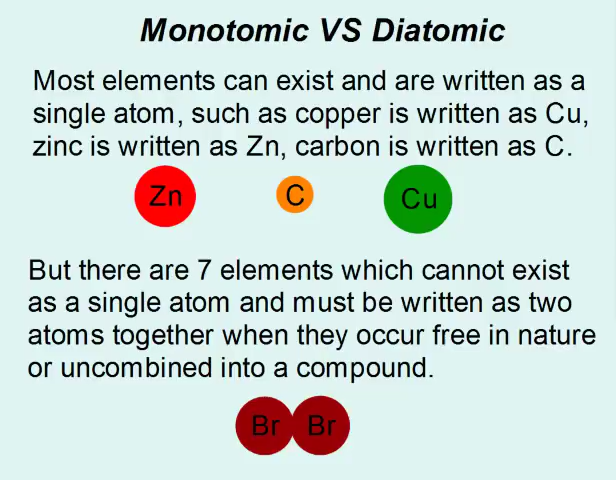 Monotomic VS Diatomic
Most elements can exist and are written as a
single atom, such as copper is written as Cu,
zinc is written as Zn, carbon is written as C.
Zn C Cu
But there are 7 elements which cannot exist
as a single atom and must be written as two
atoms together when they occur free in nature
or uncombined into a compound.
Br Br